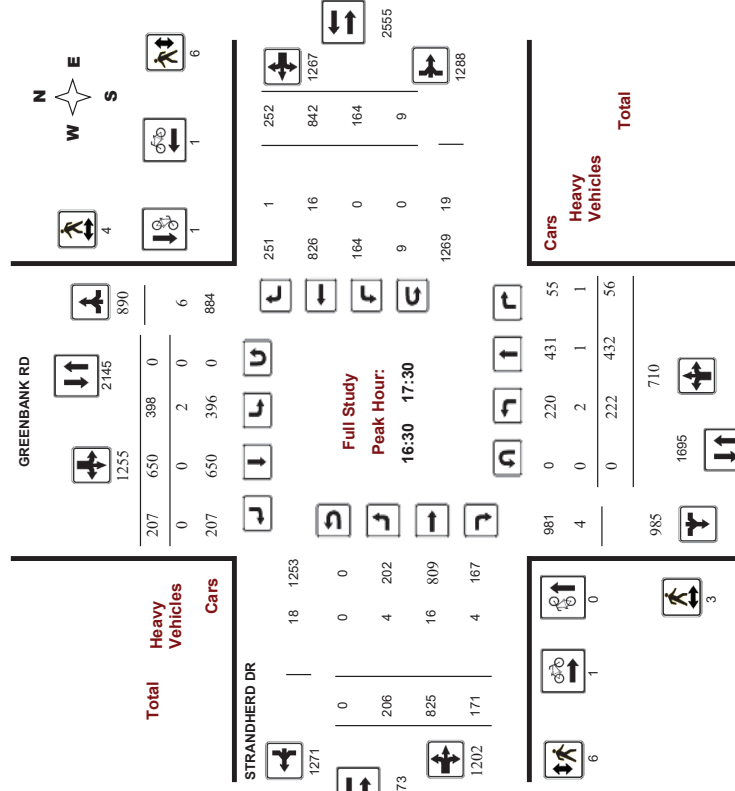 GREENBANK RD
N
E
W
S
6
4
1
1
2555
1267
1288
252
842
164
9
1
16
0
0
19
251
826
164
9
1269
890
6
884
2145
1255
207 650 398 0
0 0 2 0
207 650 396 0
Total
Heavy
Vehicles
Cars
Full Study
Peak Hour:
16:30 17:30
Cars
Heavy
Vehicles
Total
0 220 431 55
0 2 1 1
0 222 432 56
981
4
985
710
1695
STRANDHERD DR
18 1253
0 0 0
206 4 202
825 16 809
171 4 167
1271
73
1202
0
1
6
3